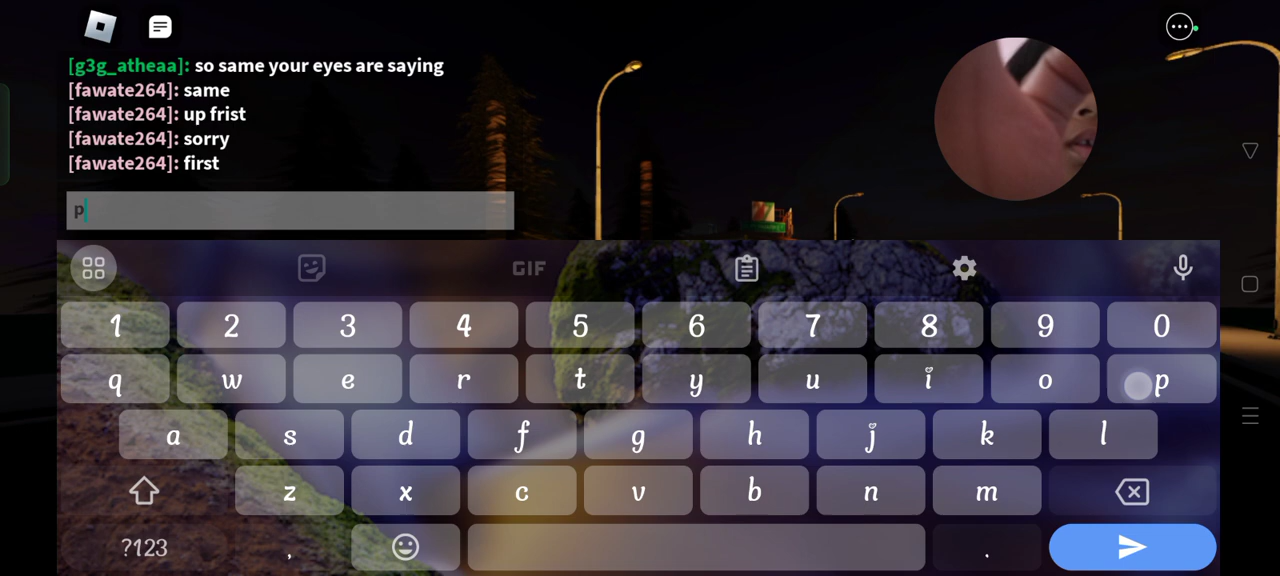 [g3g_atheaa]: so same your eyes are saying
[fawate264]: same
[fawate264]: up frist
[fawate264]: sorry
[fawate264]: first
p
GIF
1 2 3 4 5 6 7 8 9 0
q w e r t y u i o p
a s d f g h j k l
z x c v b n m
?123 , .